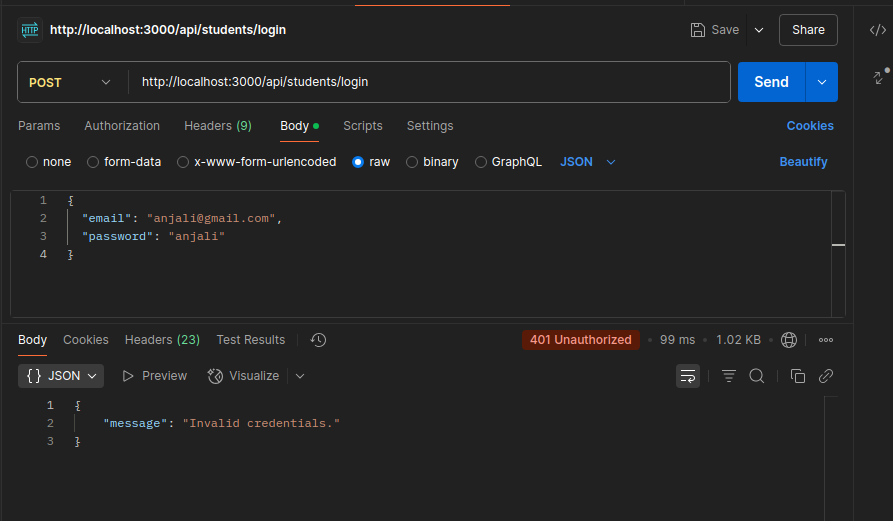 HTTP http://localhost:3000/api/students/login Save Share
POST http://localhost:3000/api/students/login Send
Params Authorization Headers (9) Body Scripts Settings Cookies
none form-data x-www-form-urlencoded raw binary GraphQL JSON Beautify
1 {
2 "email": "anjali@gmail.com",
3 "password": "anjali"
4 }
Body Cookies Headers (23) Test Results 401 Unauthorized • 99 ms • 1.02 KB •
{} JSON Preview Visualize
1 {
2 "message": "Invalid credentials."
3 }